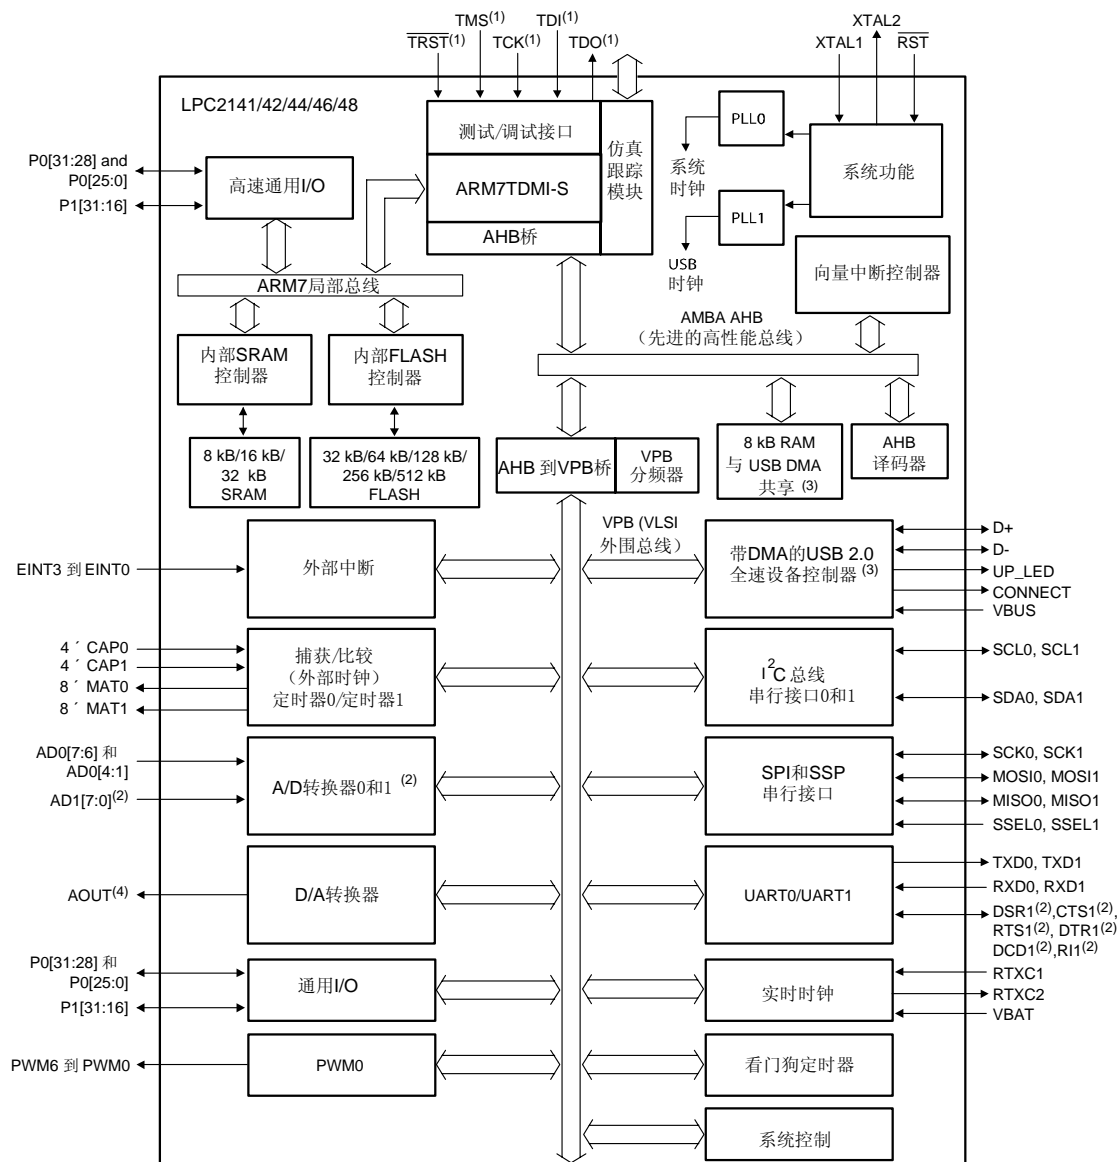 TMS(1) TDI(1)
TRST(1) TCK(1) TDO(1)
XTAL2
XTAL1 RST
LPC2141/42/44/46/48
测试/调试接口
ARM7TDMI-S
AHB桥
仿真
跟踪
模块
PLL0
系统
时钟
PLL1
USB
时钟
系统功能
P0[31:28] and
P0[25:0]
P1[31:16]
高速通用I/O
向量中断控制器
ARM7局部总线
AMBA AHB
（先进的高性能总线）
内部SRAM
控制器
内部FLASH
控制器
8 kB/16 kB/
32 kB
SRAM
32 kB/64 kB/128 kB/
256 kB/512 kB
FLASH
AHB 到VPB桥
VPB
分频器
8 kB RAM
与 USB DMA
共享 (3)
AHB
译码器
VPB (VLSI
外围总线）
EINT3 到 EINT0
外部中断
带DMA的USB 2.0
全速设备控制器 (3)
D+
D-
UP_LED
CONNECT
VBUS
4 ´ CAP0
4 ´ CAP1
8 ´ MAT0
8 ´ MAT1
捕获/比较
（外部时钟）
定时器0/定时器1
I2C 总线
串行接口0和1
SCL0, SCL1
SDA0, SDA1
AD0[7:6] 和
AD0[4:1]
AD1[7:0](2)
A/D转换器0和1 (2)
SPI和SSP
串行接口
SCK0, SCK1
MOSI0, MOSI1
MISO0, MISO1
SSEL0, SSEL1
AOUT(4)
D/A转换器
UART0/UART1
TXD0, TXD1
RXD0, RXD1
DSR1(2),CTS1(2),
RTS1(2), DTR1(2)
DCD1(2),RI1(2)
P0[31:28] 和
P0[25:0]
P1[31:16]
通用I/O
实时时钟
RTXC1
RTXC2
VBAT
PWM6 到 PWM0
PWM0
看门狗定时器
系统控制